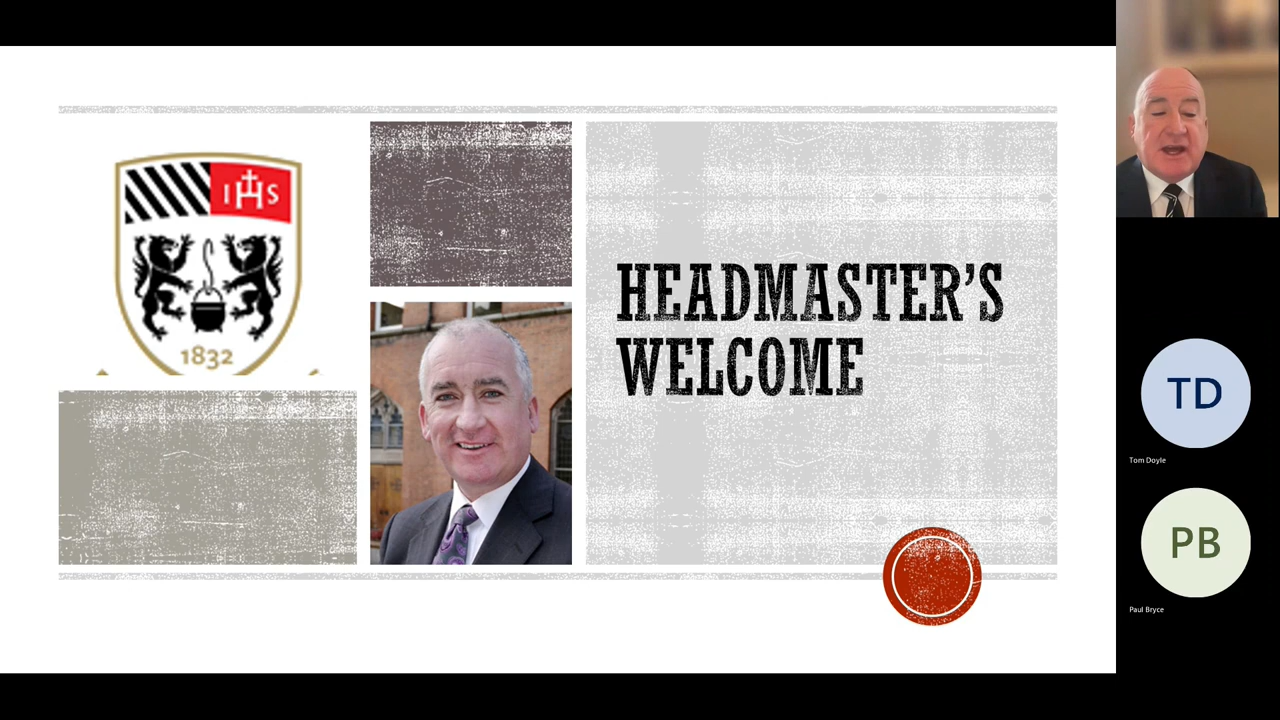 IHS
1832
HEADMASTER'S
WELCOME
TD
Tom Doyle
PB
Paul Bryce